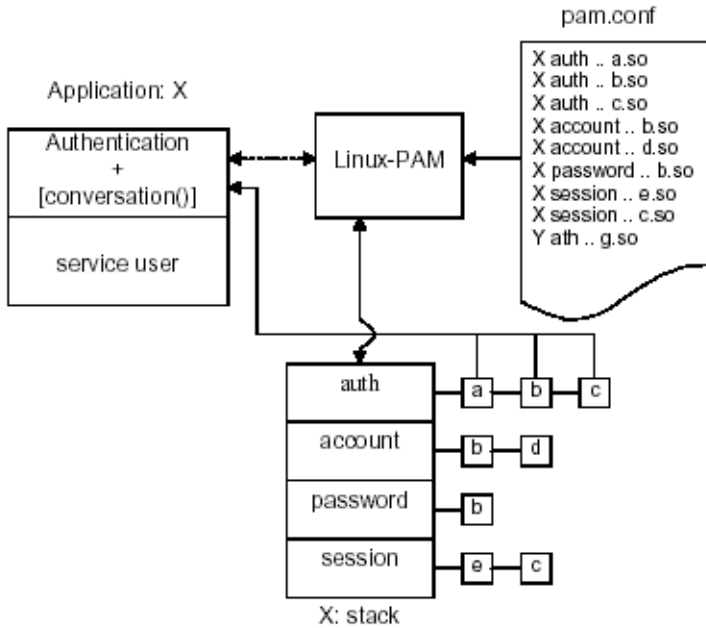 pam.conf
X auth .. a.so
X auth .. b.so
X auth .. c.so
X account .. b.so
X account .. d.so
X password .. b.so
X session .. e.so
X session .. c.so
Y ath .. g.so
Application: X
Authentication
+
[conversation()]
service user
Linux-PAM
auth
a
b
c
account
b
d
password
b
session
e
c
X: stack